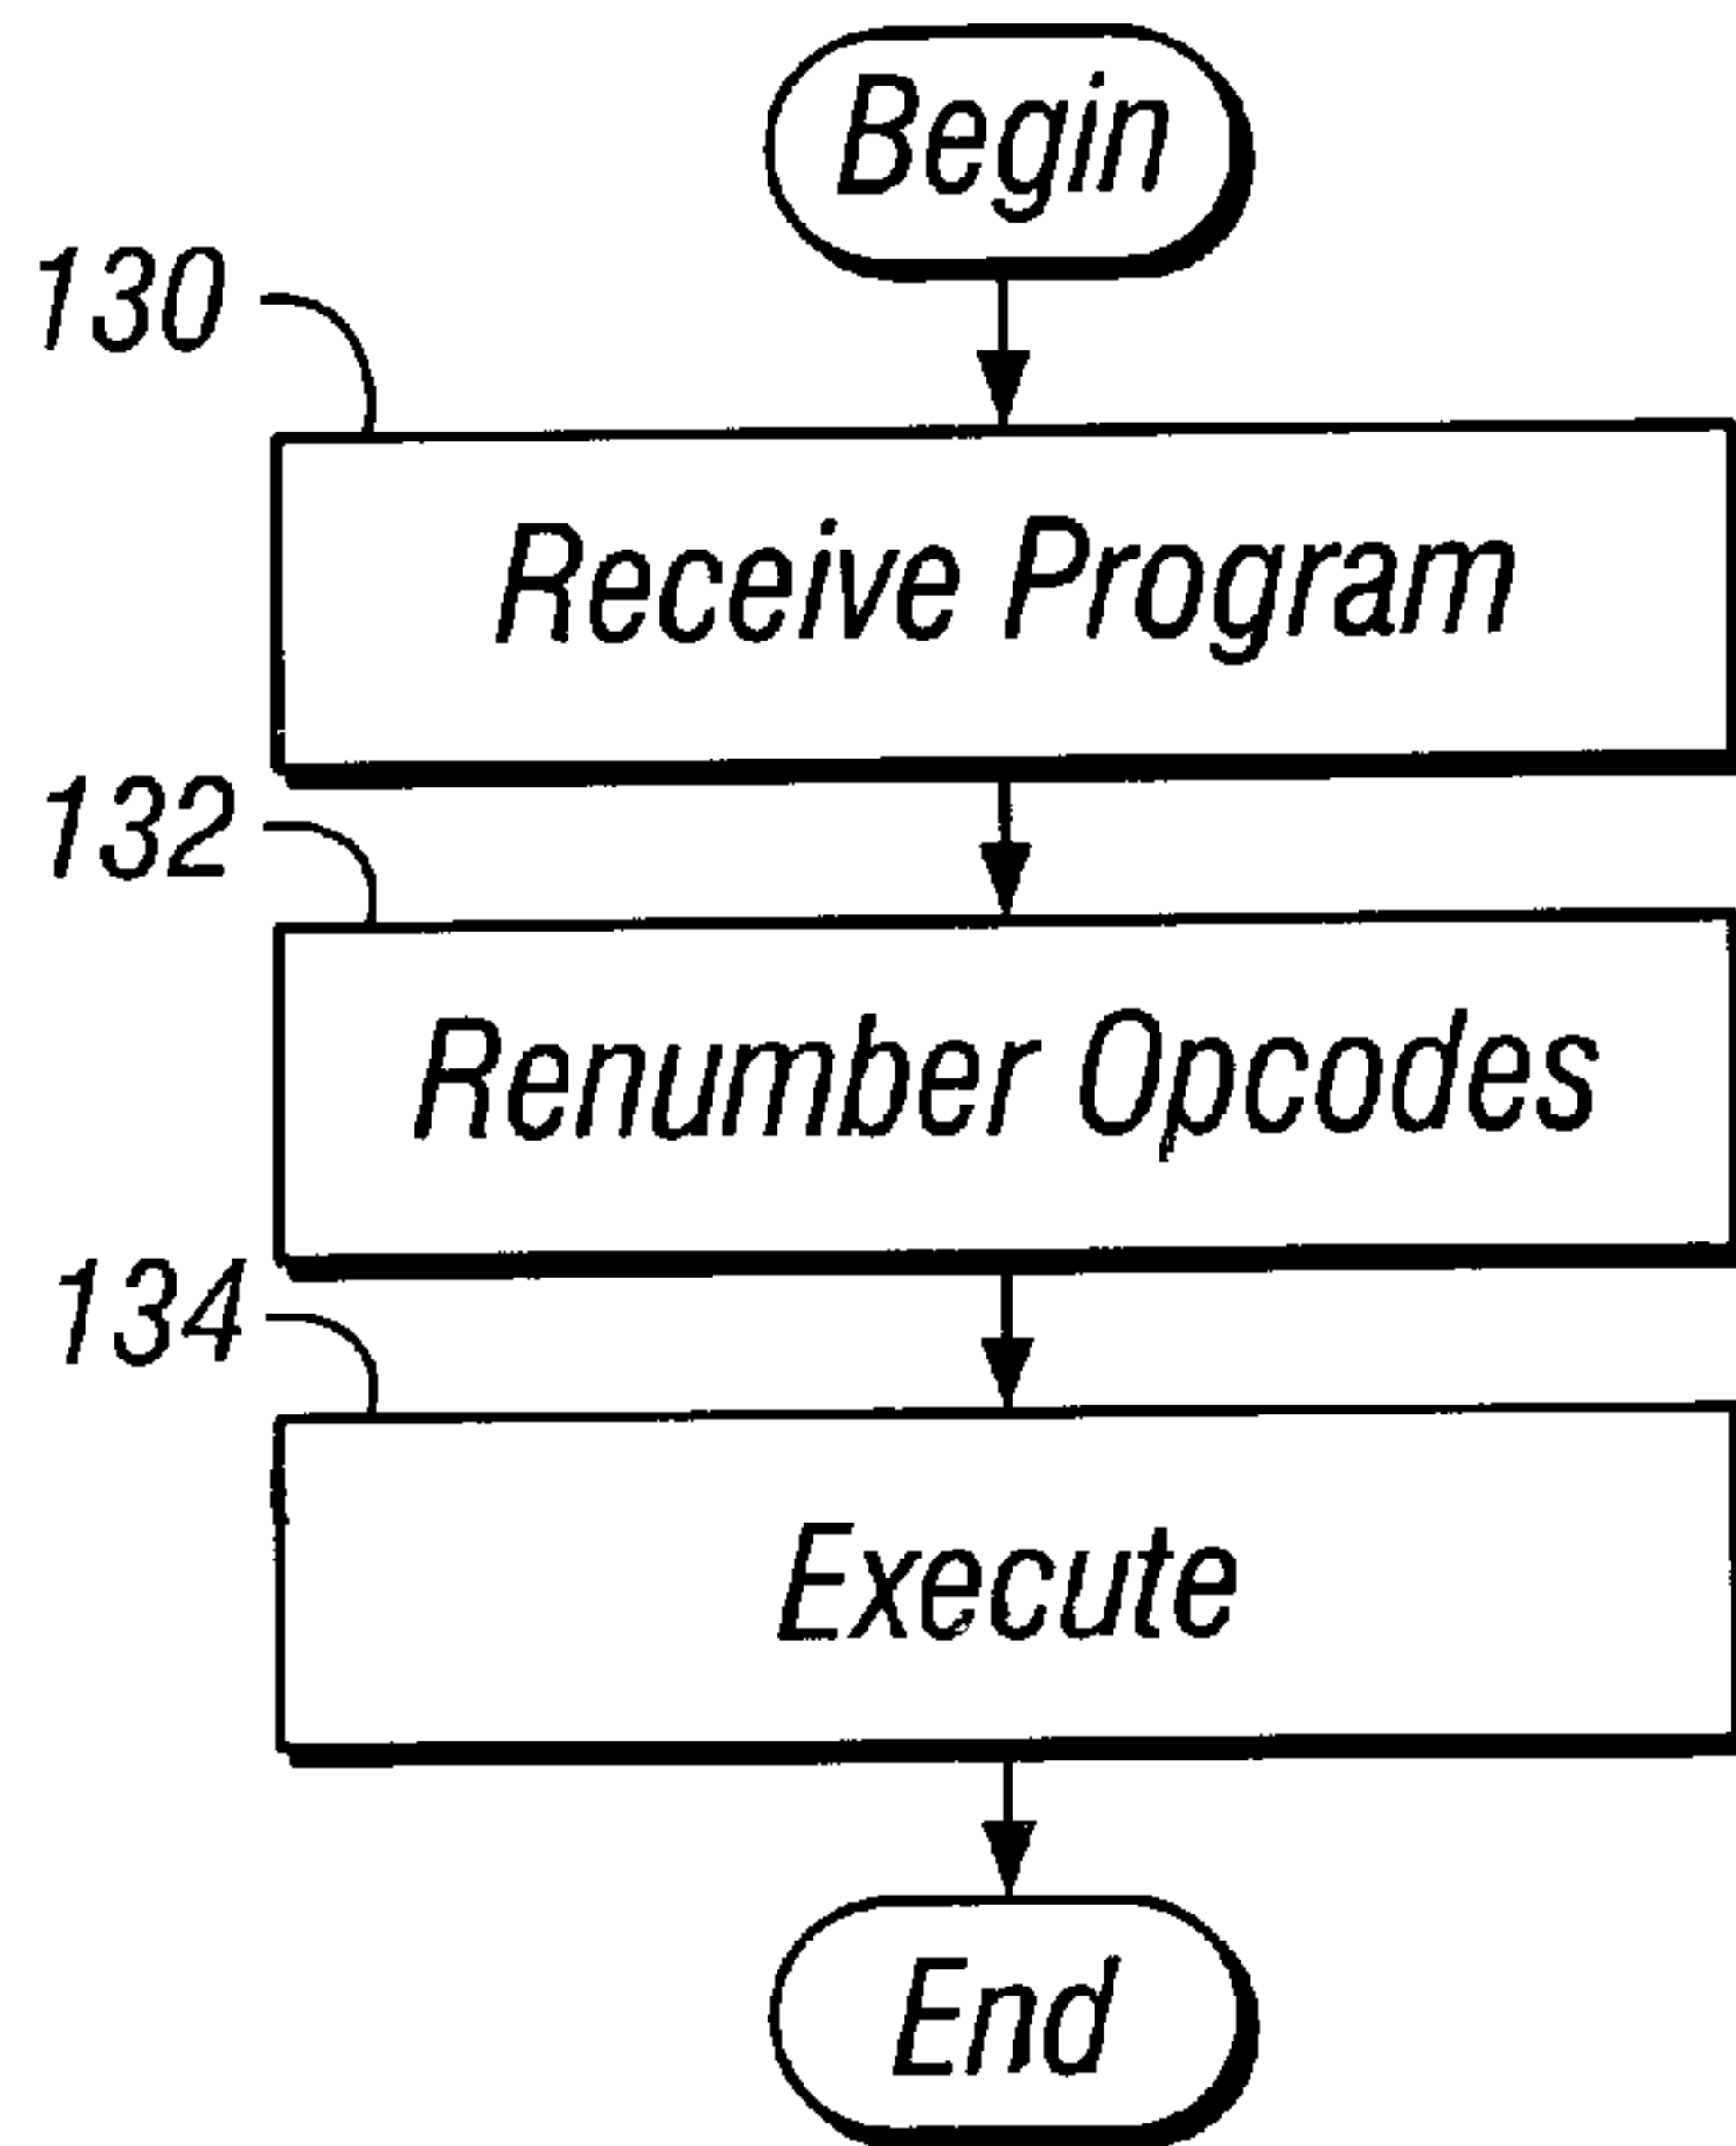 Begin
130
Receive Program
132
Renumber Opcodes
134
Execute
End